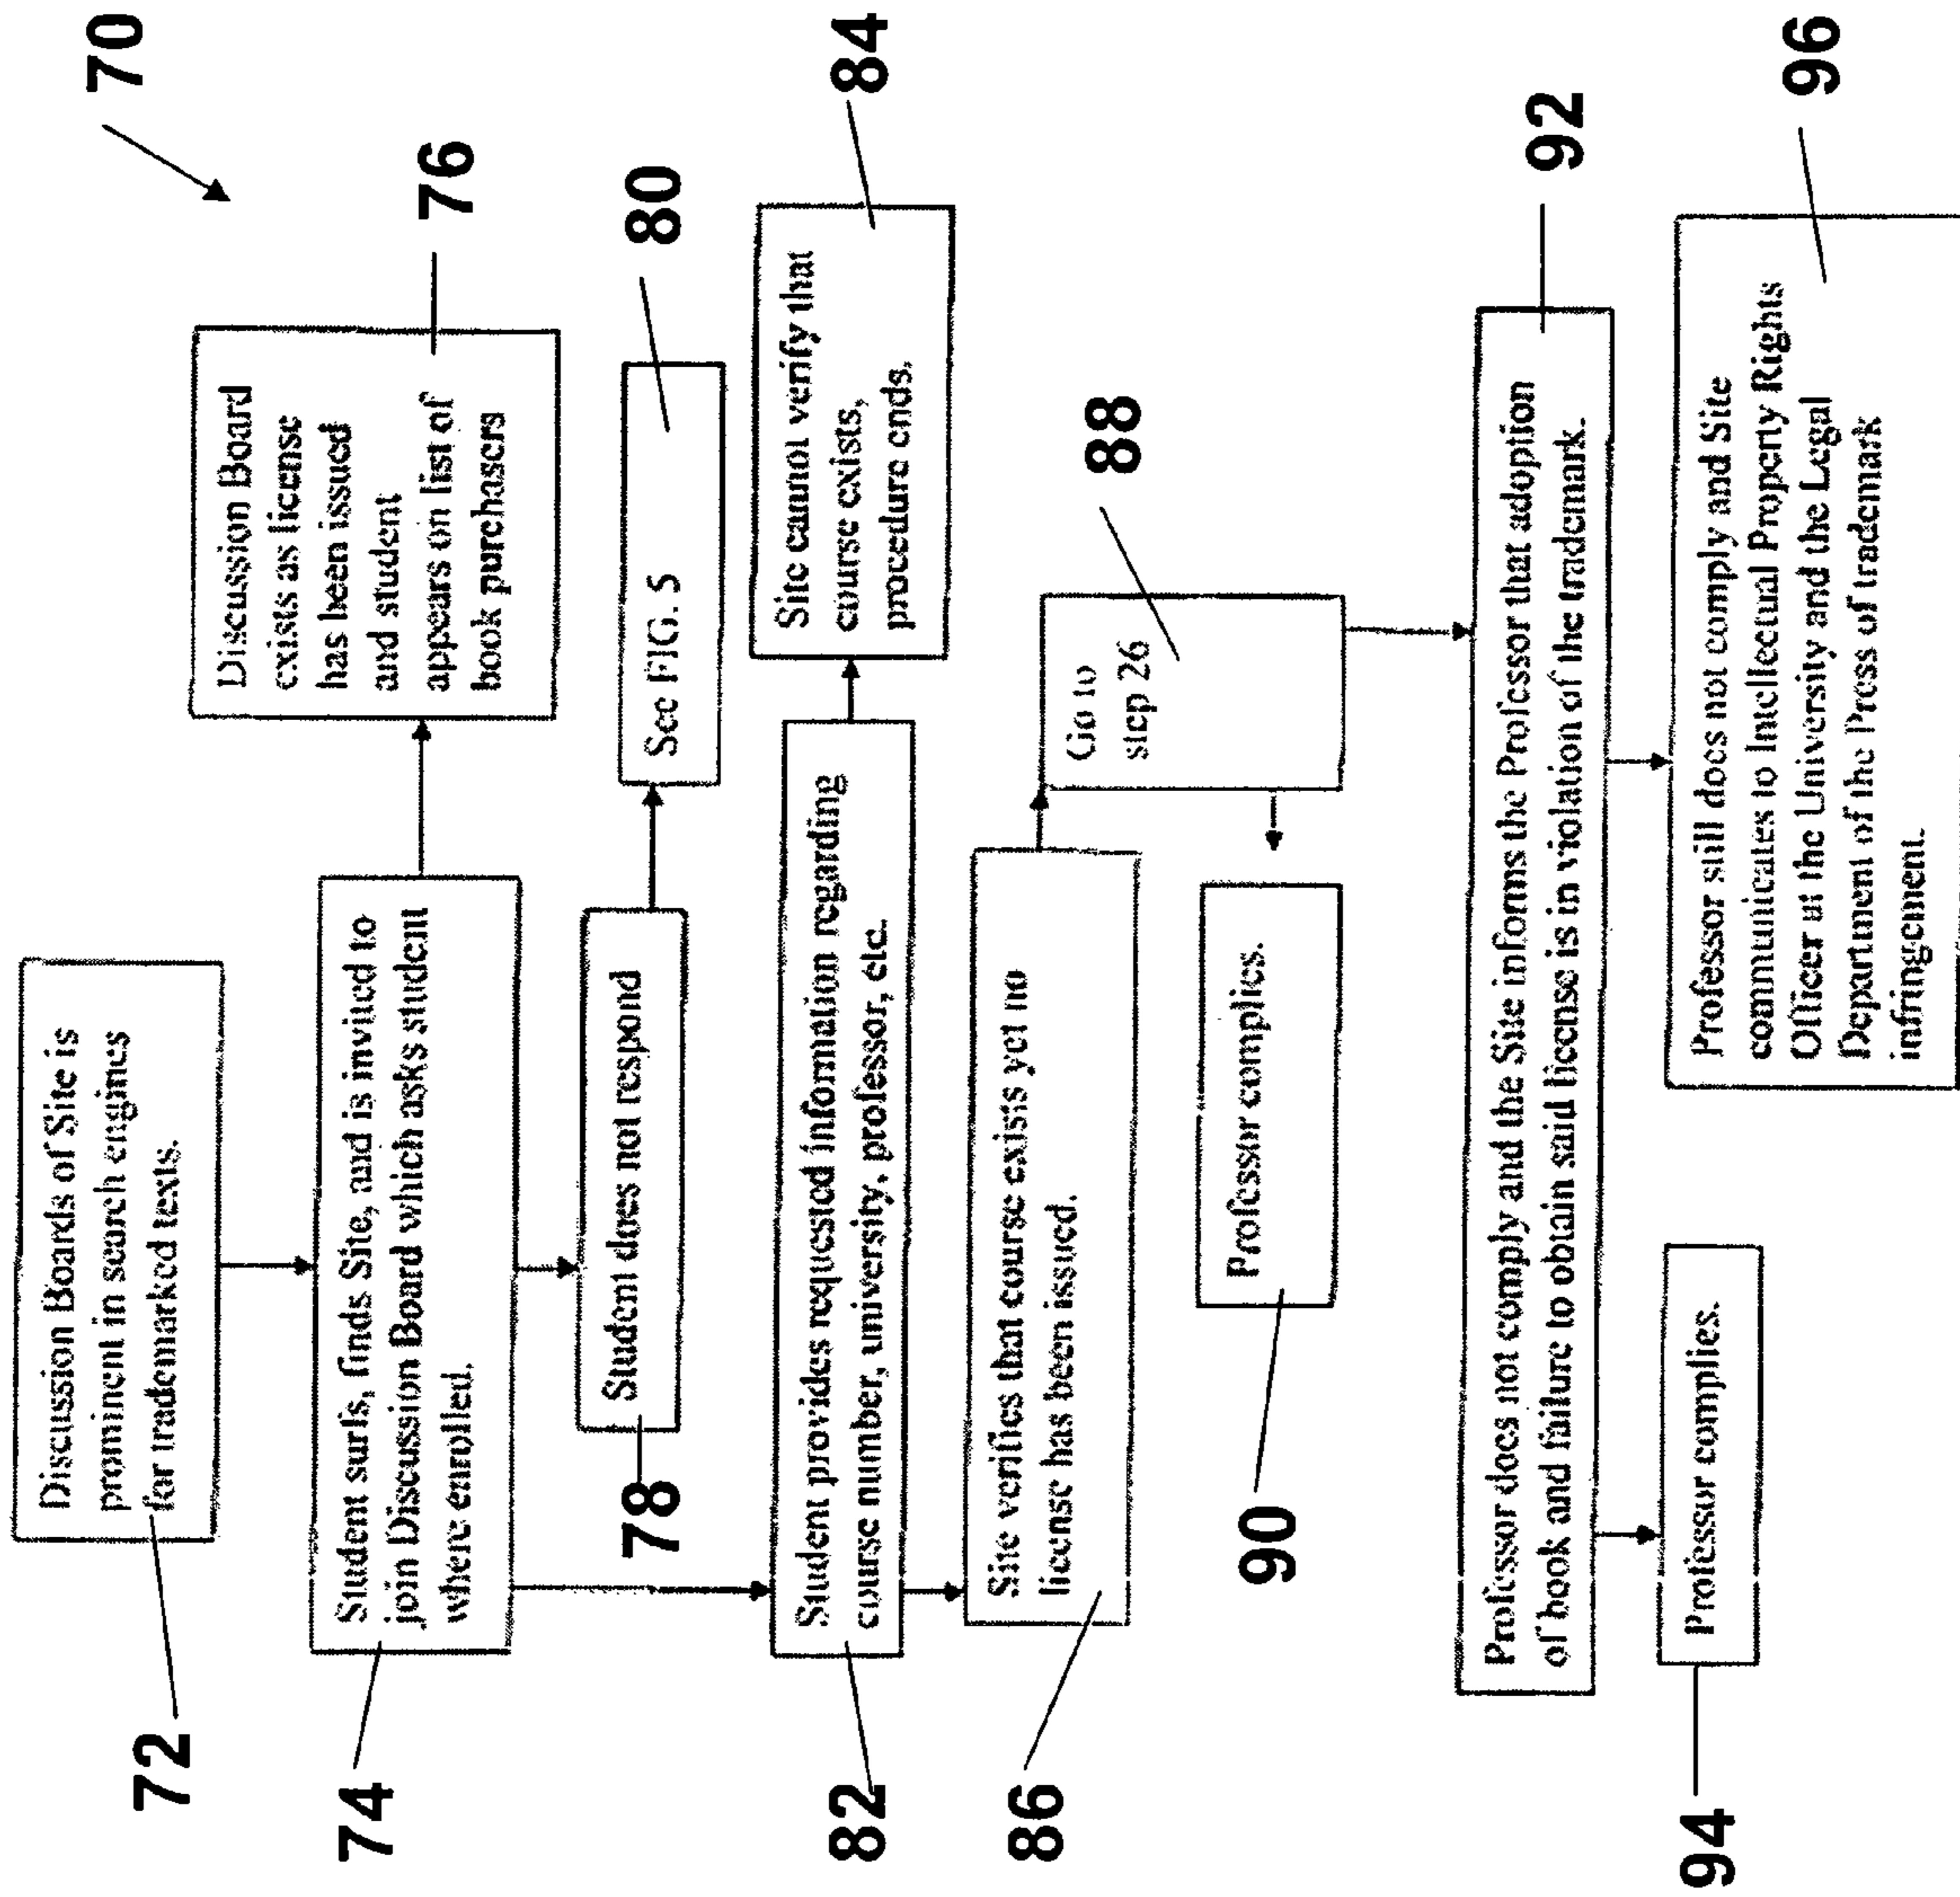 70
Discussion Boards of Site is
prominent in search engines
for trademarked texts.
72
Student surfs, finds Site, and is invited to
join Discussion Board which asks student
where enrolled.
74
Discussion Board
exists as license
has been issued
and student
appears on list of
book purchasers
76
Student does not respond
78
See FIG. 5
80
Student provides requested information regarding
course number, university, professor, etc.
82
Site cannot verify that
course exists,
procedure ends.
84
Site verifies that course exists yet no
license has been issued.
86
Go to
step 26
88
Professor complies.
90
Professor does not comply and the Site informs the Professor that adoption
of book and failure to obtain said license is in violation of the trademark.
92
Professor complies.
94
Professor still does not comply and Site
communicates to Intellectual Property Rights
Officer at the University and the Legal
Department of the Press of trademark
infringement.
96